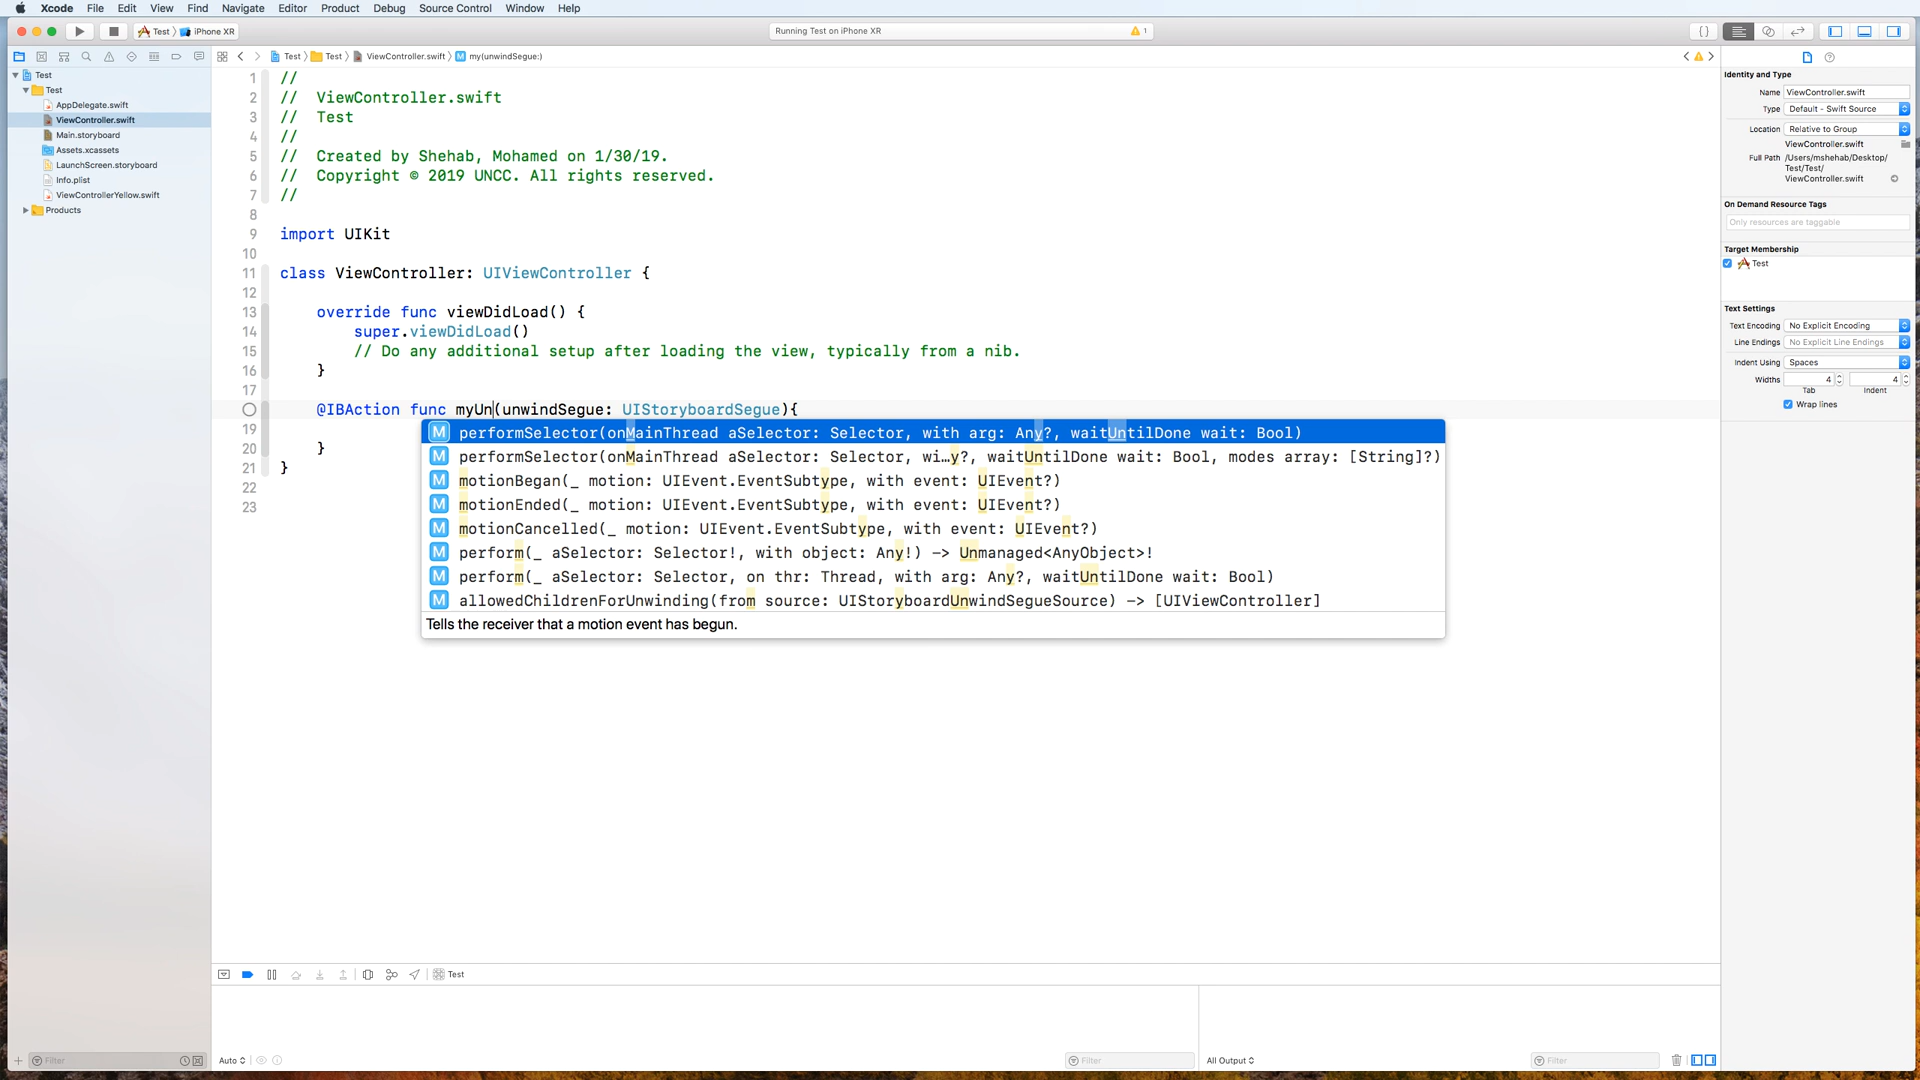 Xcode File Edit View Find Navigate Editor Product Debug Source Control Window Help
Test iPhone XR
Running Test on iPhone XR
1
Test Test ViewController.swift my(unwindSegue:)
Test
Test
AppDelegate.swift
ViewController.swift
Main.storyboard
Assets.xcassets
LaunchScreen.storyboard
Info.plist
ViewControllerYellow.swift
Products
1 //
2 // ViewController.swift
3 // Test
4 //
5 // Created by Shehab, Mohamed on 1/30/19.
6 // Copyright © 2019 UNCC. All rights reserved.
7 //
8
9 import UIKit
10
11 class ViewController: UIViewController {
12
13 override func viewDidLoad() {
14 super.viewDidLoad()
15 // Do any additional setup after loading the view, typically from a nib.
16 }
17
@IBAction func myUn(unwindSegue: UIStoryboardSegue){
19
20 }
21 }
22
23
M performSelector(onMainThread aSelector: Selector, with arg: Any?, waitUntilDone wait: Bool)
M performSelector(onMainThread aSelector: Selector, wi…y?, waitUntilDone wait: Bool, modes array: [String]?)
M motionBegan(_ motion: UIEvent.EventSubtype, with event: UIEvent?)
M motionEnded(_ motion: UIEvent.EventSubtype, with event: UIEvent?)
M motionCancelled(_ motion: UIEvent.EventSubtype, with event: UIEvent?)
M perform(_ aSelector: Selector!, with object: Any!) -> Unmanaged<AnyObject>!
M perform(_ aSelector: Selector, on thr: Thread, with arg: Any?, waitUntilDone wait: Bool)
M allowedChildrenForUnwinding(from source: UIStoryboardUnwindSegueSource) -> [UIViewController]
Tells the receiver that a motion event has begun.
Identity and Type
Name ViewController.swift
Type Default - Swift Source
Location Relative to Group
ViewController.swift
Full Path /Users/mshehab/Desktop/
Test/Test/
ViewController.swift
On Demand Resource Tags
Only resources are taggable
Target Membership
Test
Text Settings
Text Encoding No Explicit Encoding
Line Endings No Explicit Line Endings
Indent Using Spaces
Widths 4 4
Tab Indent
Wrap lines
Test
Filter
Auto
Filter
All Output
Filter